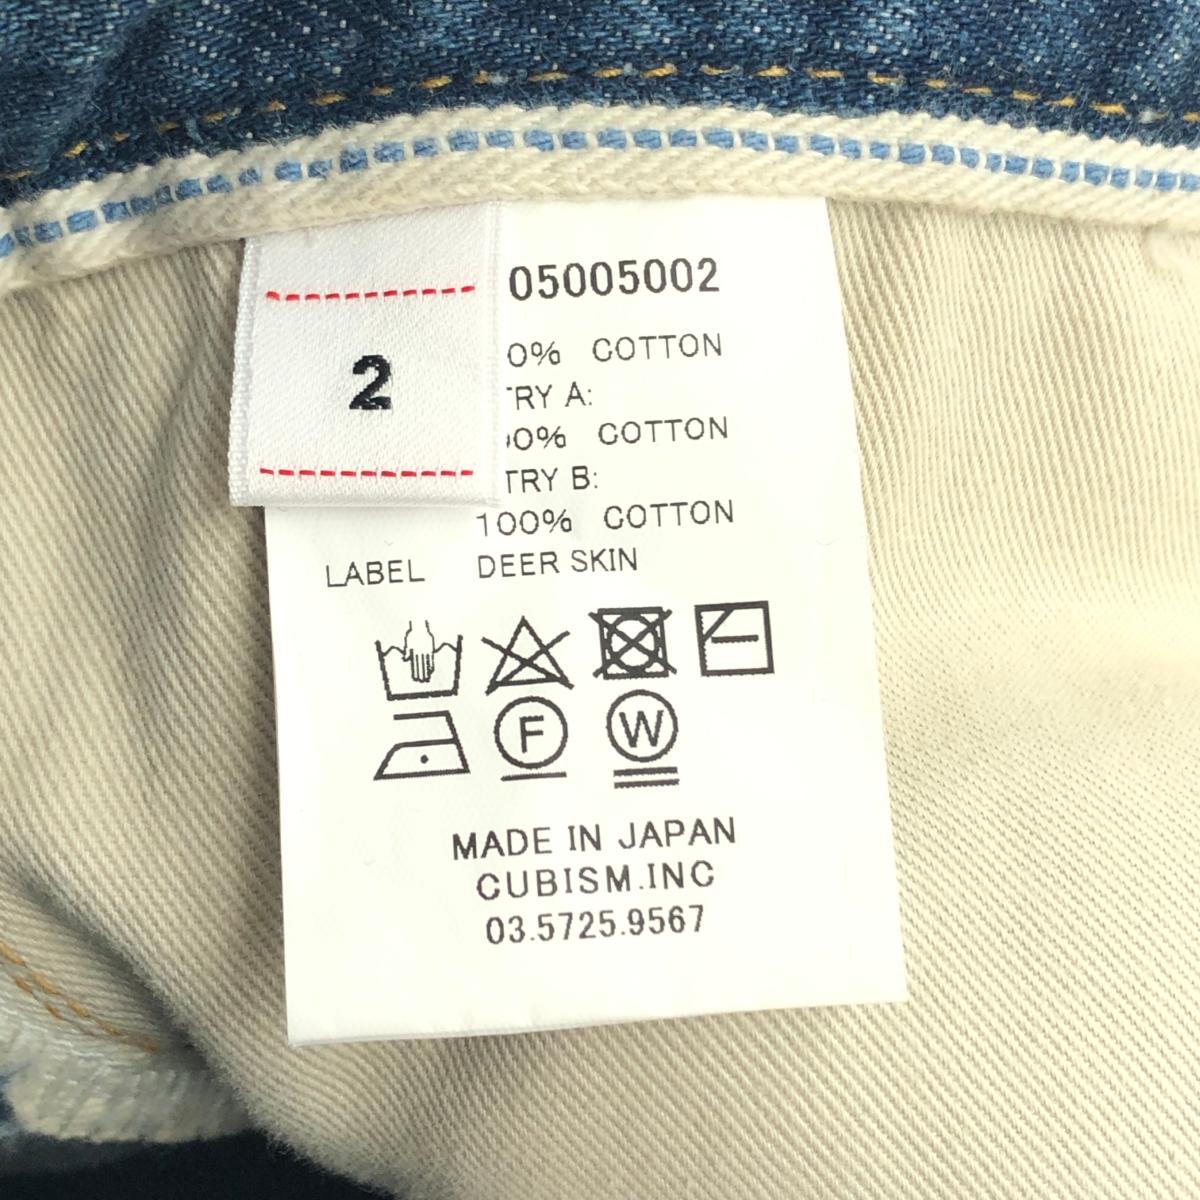 05005002
2
0% COTTON
RY A:
0% COTTON
TRY B:
100% COTTON
LABEL DEER SKIN
F W
MADE IN JAPAN
CUBISM.INC
03.5725.9567